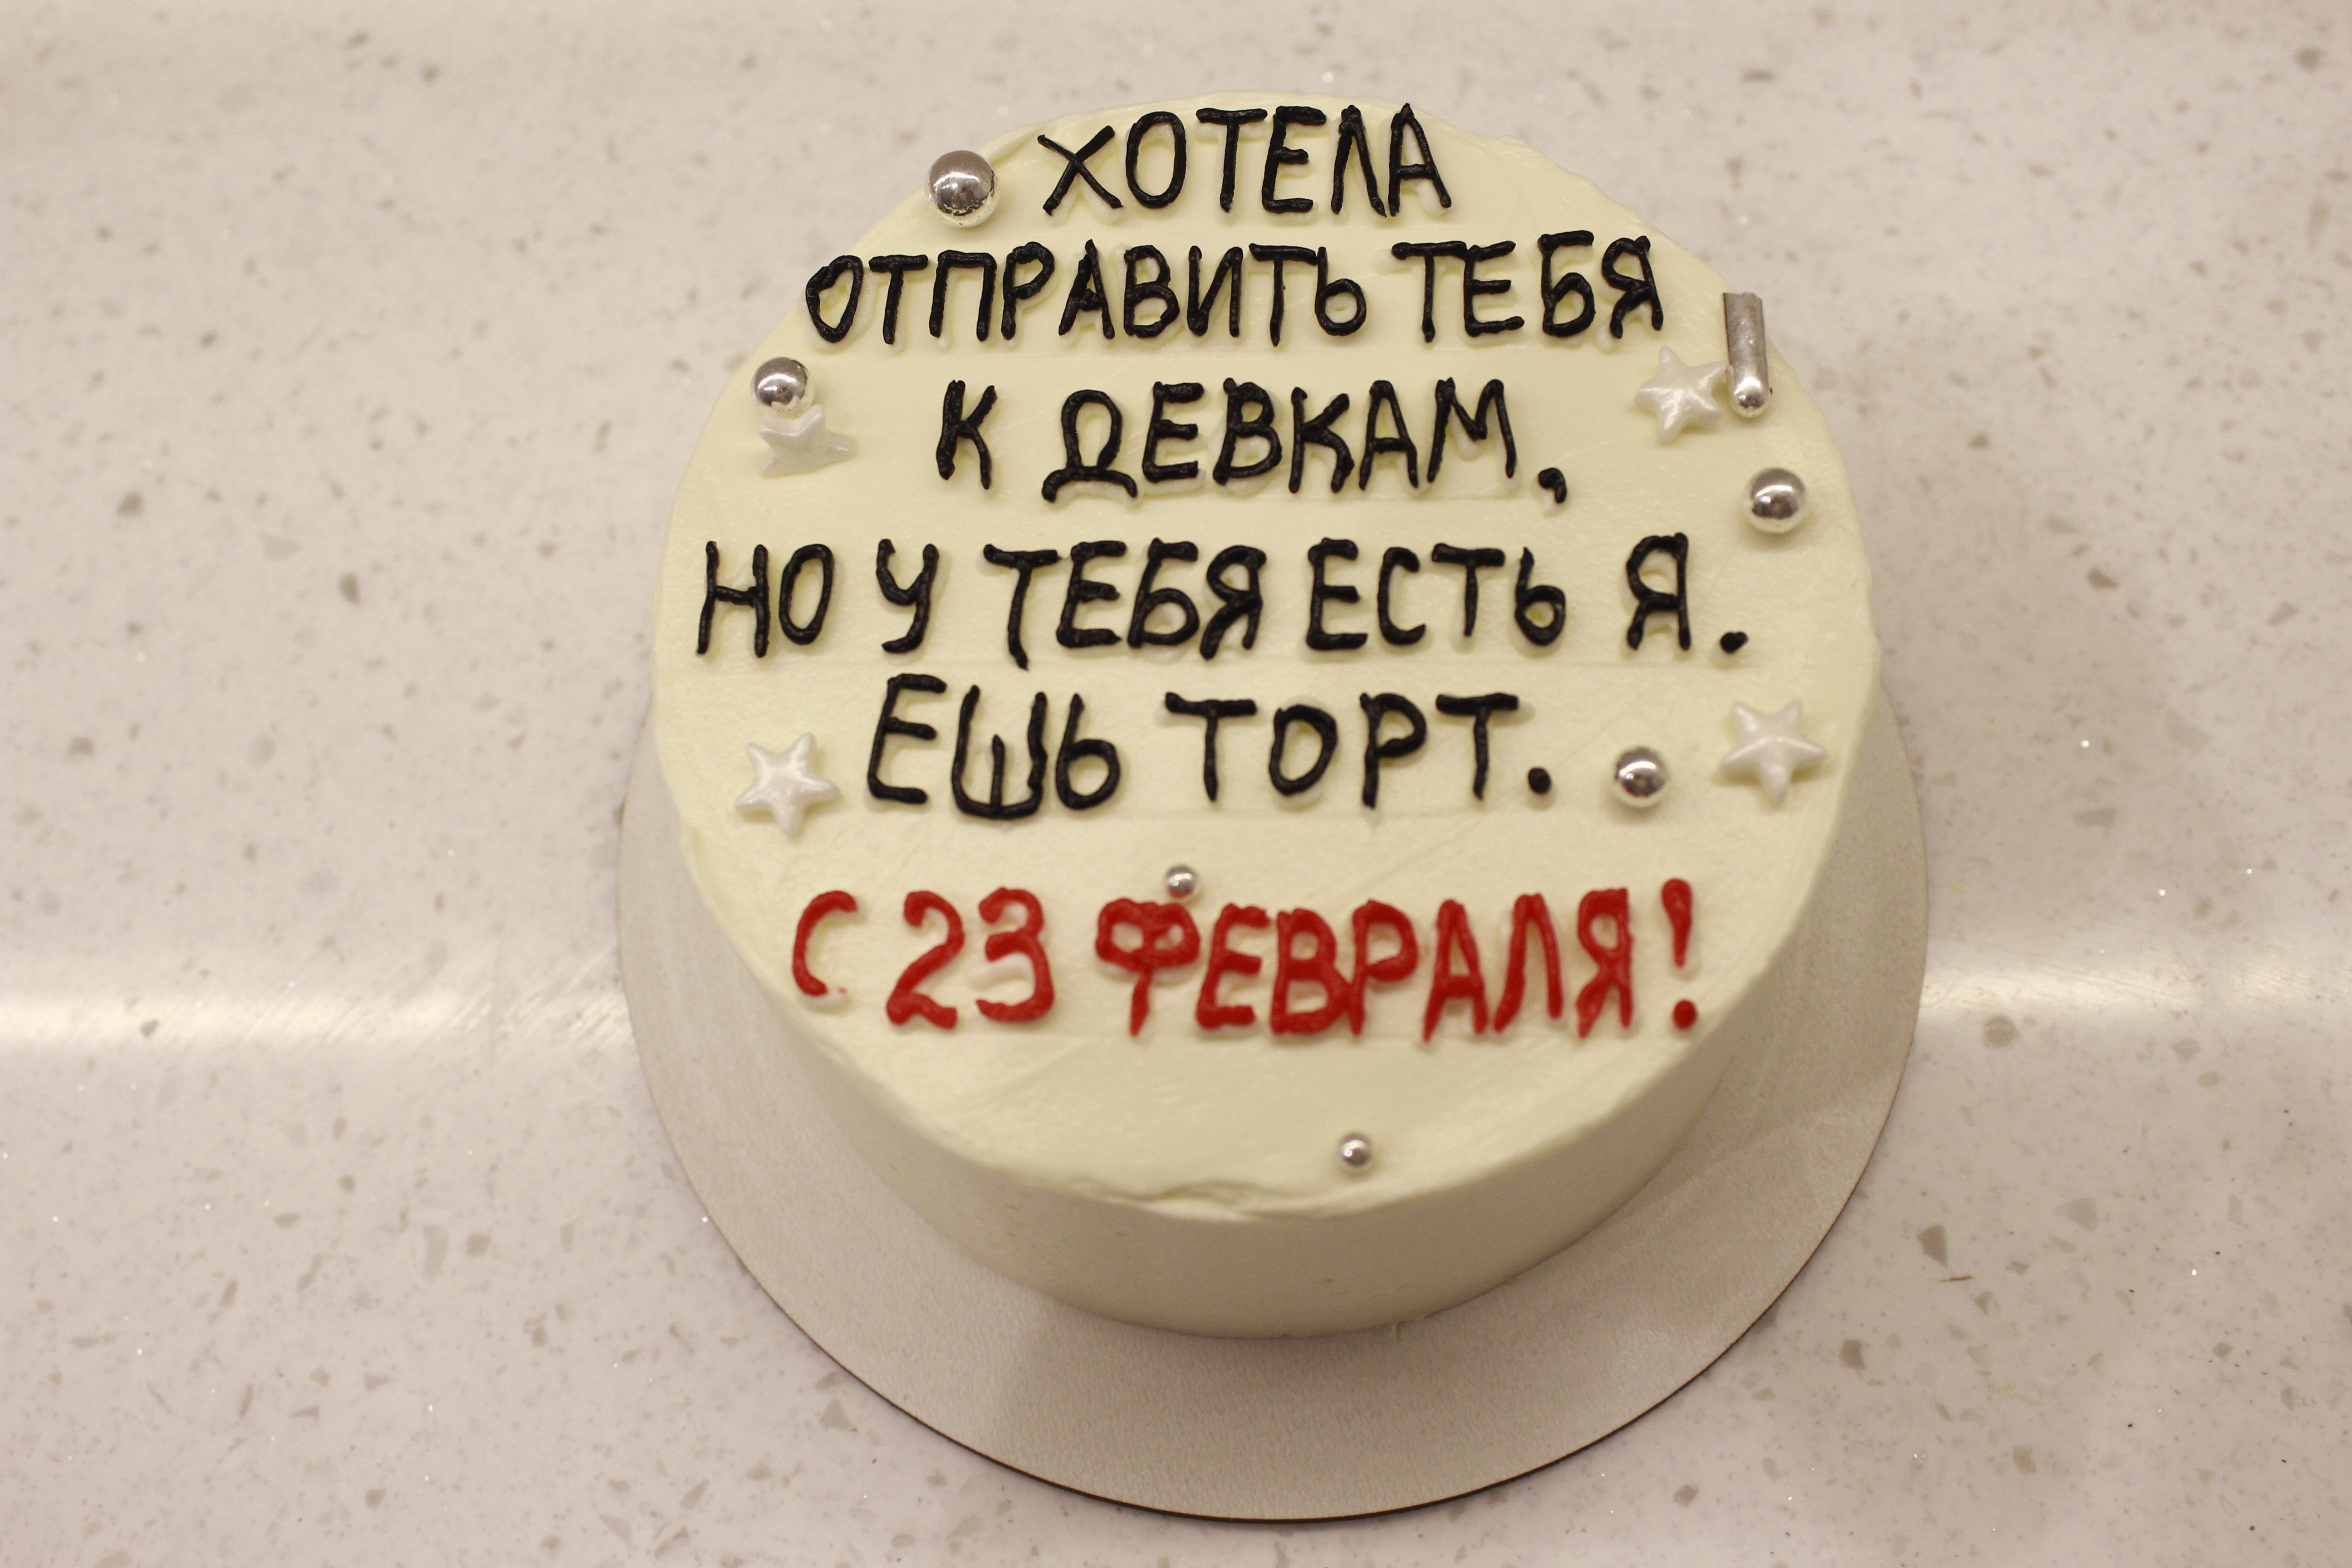 ХОТЕЛА
ОТПРАВИТЬ ТЕБЯ
К ДЕВКАМ,
НО У ТЕБЯ ЕСТЬ Я.
ЕШЬ ТОРТ.
С 23 ФЕВРАЛЯ!